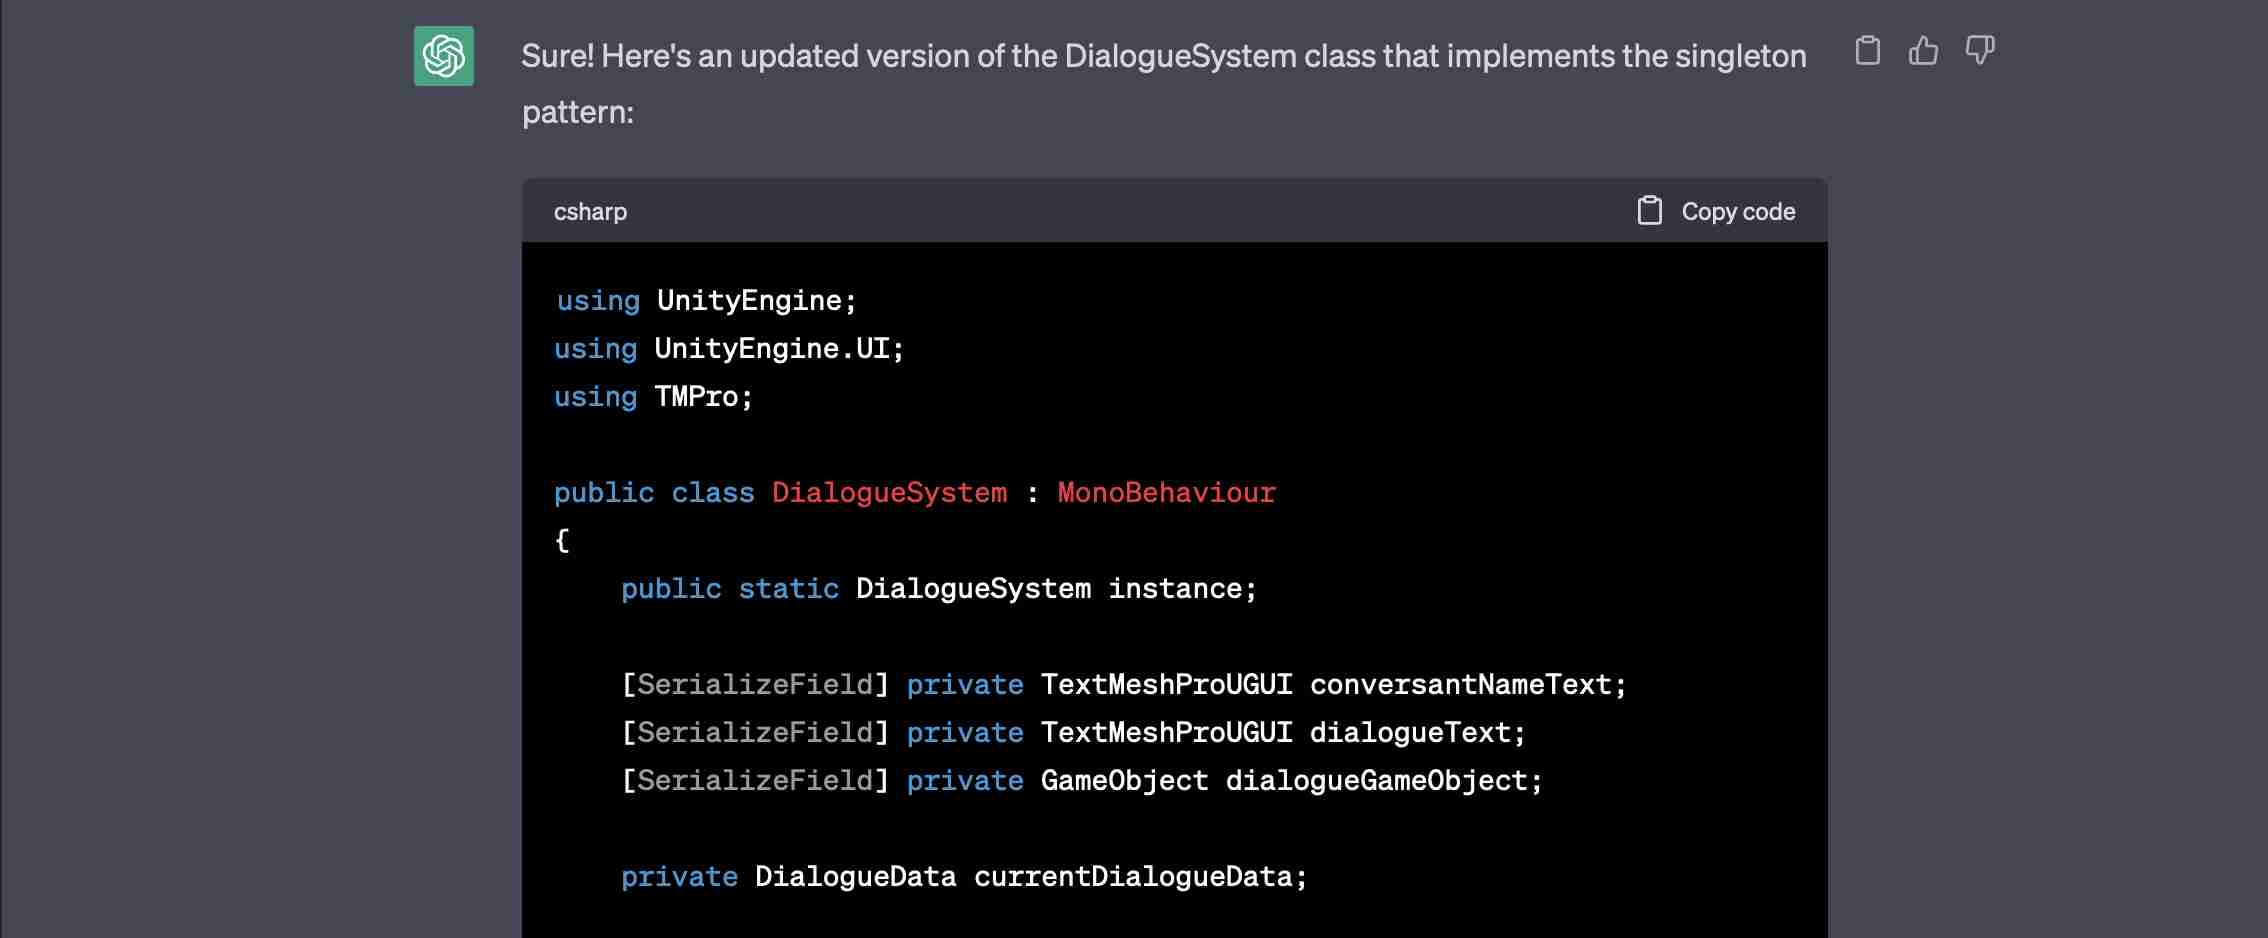 Sure! Here's an updated version of the DialogueSystem class that implements the singleton
pattern:
csharp
Copy code
using UnityEngine;
using UnityEngine.UI;
using TMPro;
public class DialogueSystem : MonoBehaviour
{
public static DialogueSystem instance;
[SerializeField] private TextMeshProUGUI conversantNameText;
[SerializeField] private TextMeshProUGUI dialogueText;
[SerializeField] private GameObject dialogueGameObject;
private DialogueData currentDialogueData;